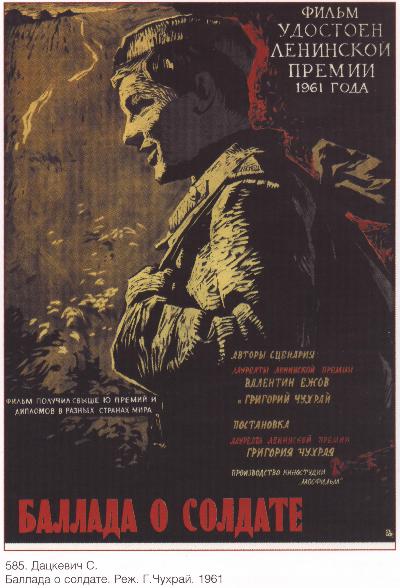 ФИЛЬМ
УДОСТОЕН
ЛЕНИНСКОЙ
ПРЕМИИ
1961 ГОДА
АВТОРЫ СЦЕНАРИЯ
ЛАУРЕАТЫ ЛЕНИНСКОЙ ПРЕМИИ
ВАЛЕНТИН ЕЖОВ
и ГРИГОРИЙ ЧУХРАЙ
ФИЛЬМ ПОЛУЧИЛ СВЫШЕ 10 ПРЕМИЙ И
ДИПЛОМОВ В РАЗНЫХ СТРАНАХ МИРА
ПОСТАНОВКА
ЛАУРЕАТА ЛЕНИНСКОЙ ПРЕМИИ
ГРИГОРИЯ ЧУХРАЯ
ПРОИЗВОДСТВО КИНОСТУДИИ
„МОСФИЛЬМ"
БАЛЛАДА О СОЛДАТЕ
585. Дацкевич С.
Баллада о солдате. Реж. Г.Чухрай. 1961